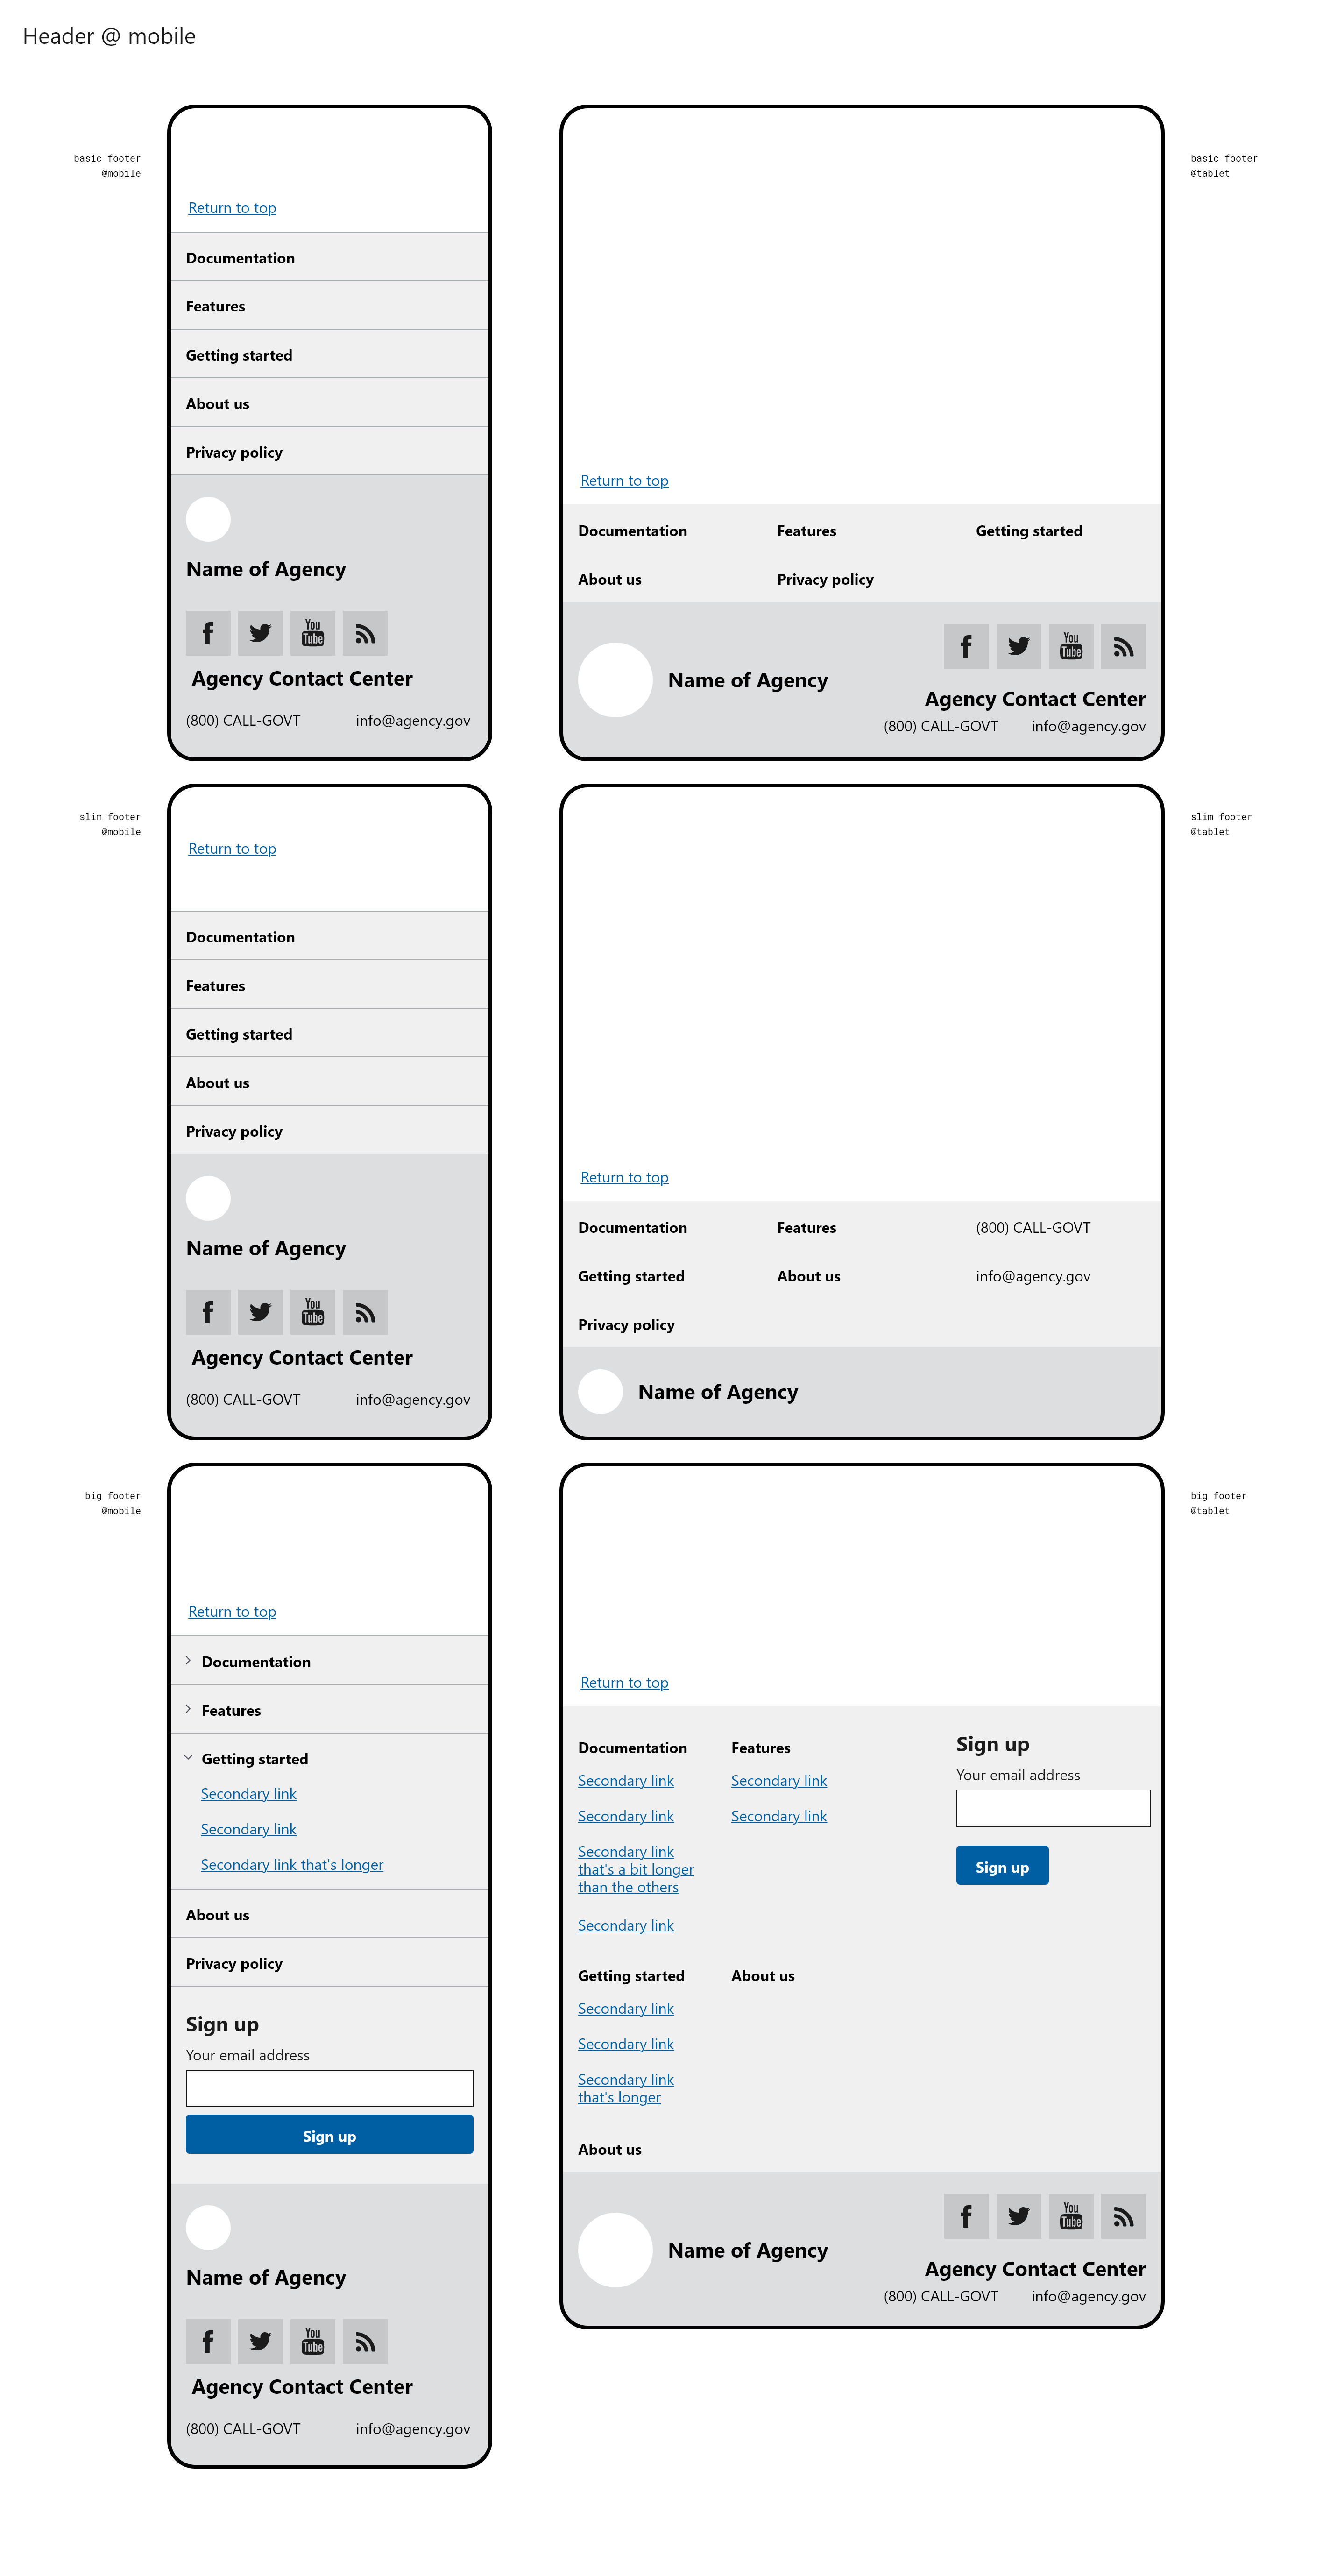 Header @ mobile
basic footer
@mobile
Return to top
Documentation
Features
Getting started
About us
Privacy policy
Name of Agency
f You Tube
Agency Contact Center
(800) CALL-GOVT info@agency.gov
basic footer
@tablet
Return to top
Documentation Features Getting started
About us Privacy policy
Name of Agency
f You Tube
Agency Contact Center
(800) CALL-GOVT info@agency.gov
slim footer
@mobile
Return to top
Documentation
Features
Getting started
About us
Privacy policy
Name of Agency
f You Tube
Agency Contact Center
(800) CALL-GOVT info@agency.gov
slim footer
@tablet
Return to top
Documentation Features (800) CALL-GOVT
Getting started About us info@agency.gov
Privacy policy
Name of Agency
big footer
@mobile
Return to top
Documentation
Features
Getting started
Secondary link
Secondary link
Secondary link that's longer
About us
Privacy policy
Sign up
Your email address
Sign up
Name of Agency
f You Tube
Agency Contact Center
(800) CALL-GOVT info@agency.gov
big footer
@tablet
Return to top
Documentation
Secondary link
Secondary link
Secondary link
that's a bit longer
than the others
Secondary link
Features
Secondary link
Secondary link
Sign up
Your email address
Sign up
Getting started
Secondary link
Secondary link
Secondary link
that's longer
About us
About us
Name of Agency
f You Tube
Agency Contact Center
(800) CALL-GOVT info@agency.gov